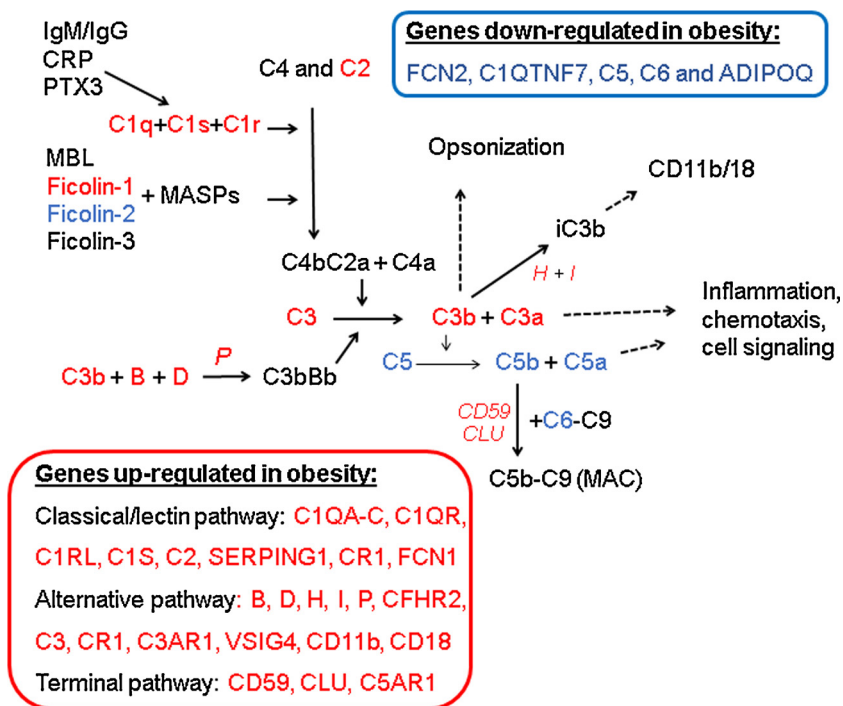 IgM/IgG
CRP
PTX3
C4 and C2
Genes down-regulated in obesity:
FCN2, C1QTNF7, C5, C6 and ADIPOQ
C1q+C1s+C1r
MBL
Ficolin-1
Ficolin-2
Ficolin-3
+ MASPs
Opsonization
CD11b/18
iC3b
C4bC2a + C4a
H + I
C3
C3b + C3a
Inflammation,
chemotaxis,
cell signaling
C3b + B + D
P
C3bBb
C5
C5b + C5a
CD59
CLU
+C6-C9
C5b-C9 (MAC)
Genes up-regulated in obesity:
Classical/lectin pathway: C1QA-C, C1QR,
C1RL, C1S, C2, SERPING1, CR1, FCN1
Alternative pathway: B, D, H, I, P, CFHR2,
C3, CR1, C3AR1, VSIG4, CD11b, CD18
Terminal pathway: CD59, CLU, C5AR1